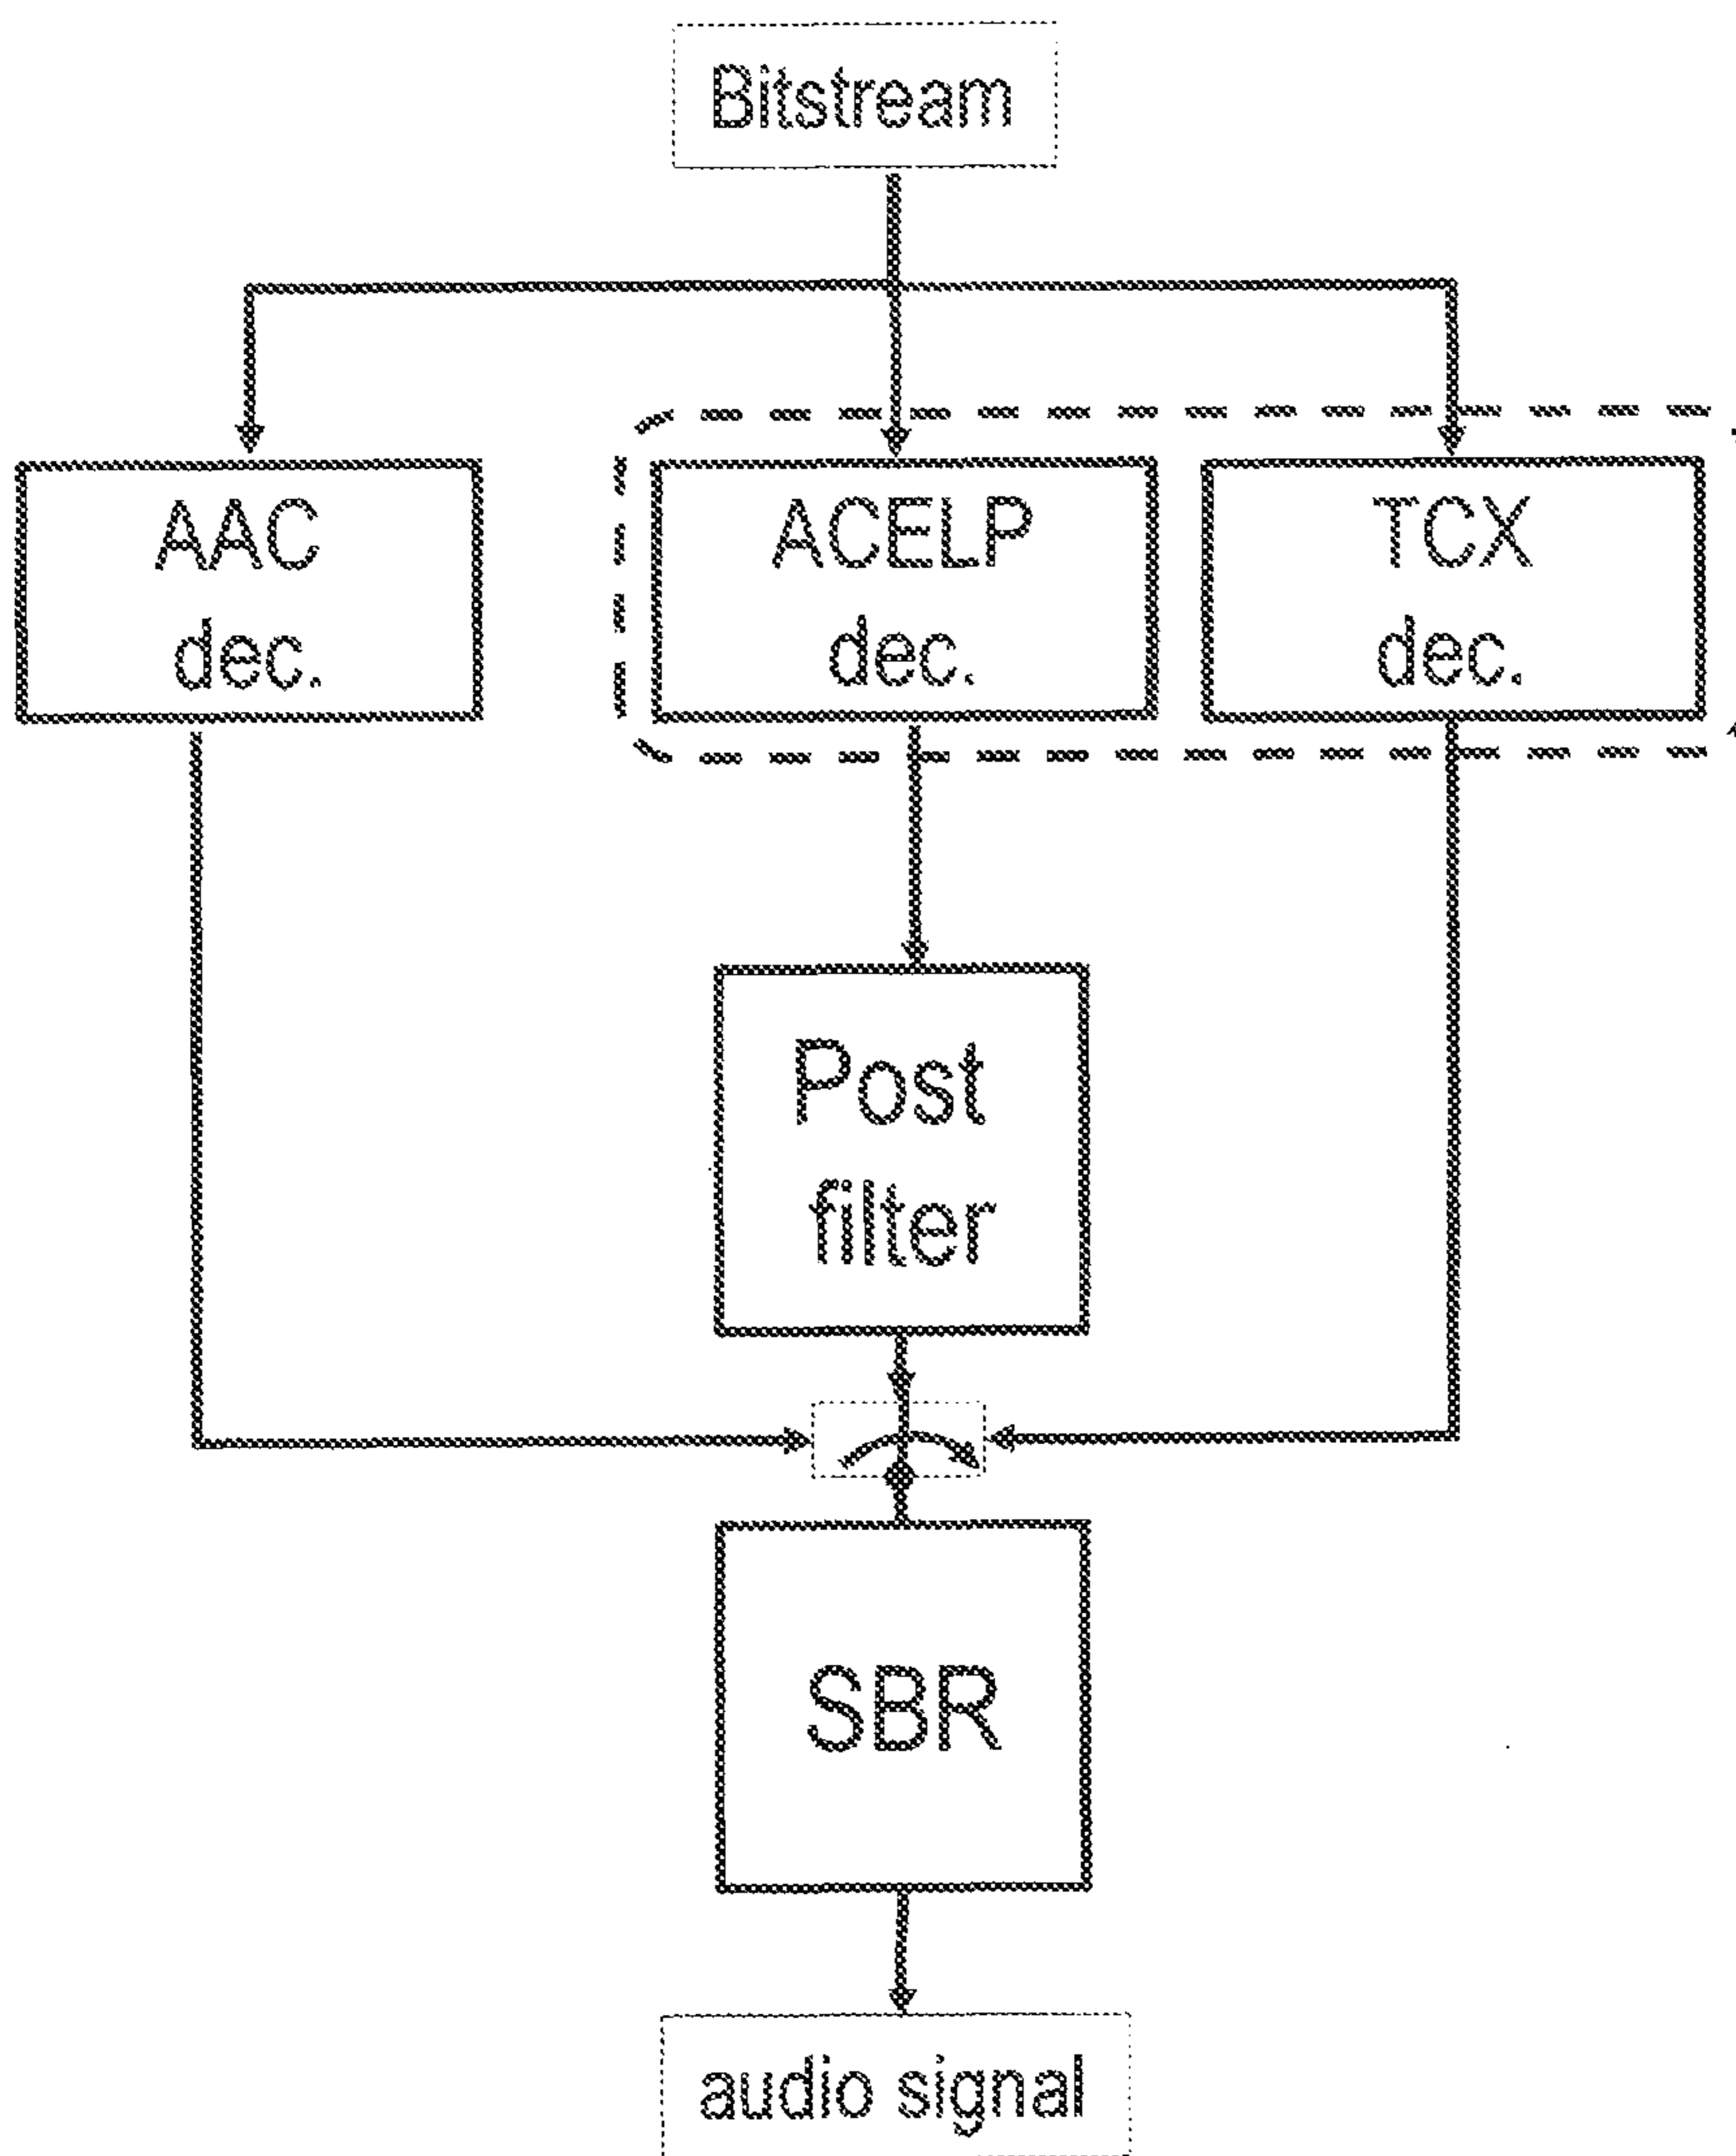 Bitstream
AAC
dec.
ACELP
dec.
TCX
dec.
Post
filter
SBR
audio signal